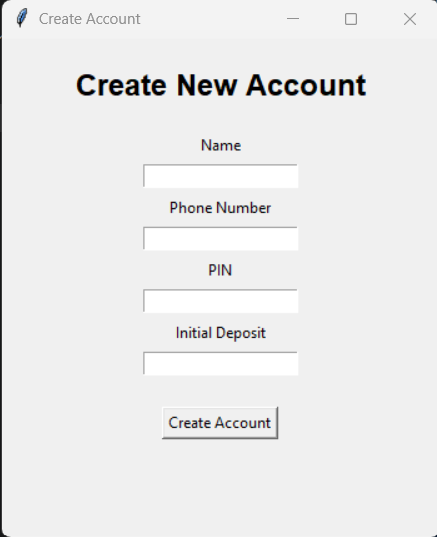 Create Account
Create New Account
Name
Phone Number
PIN
Initial Deposit
Create Account